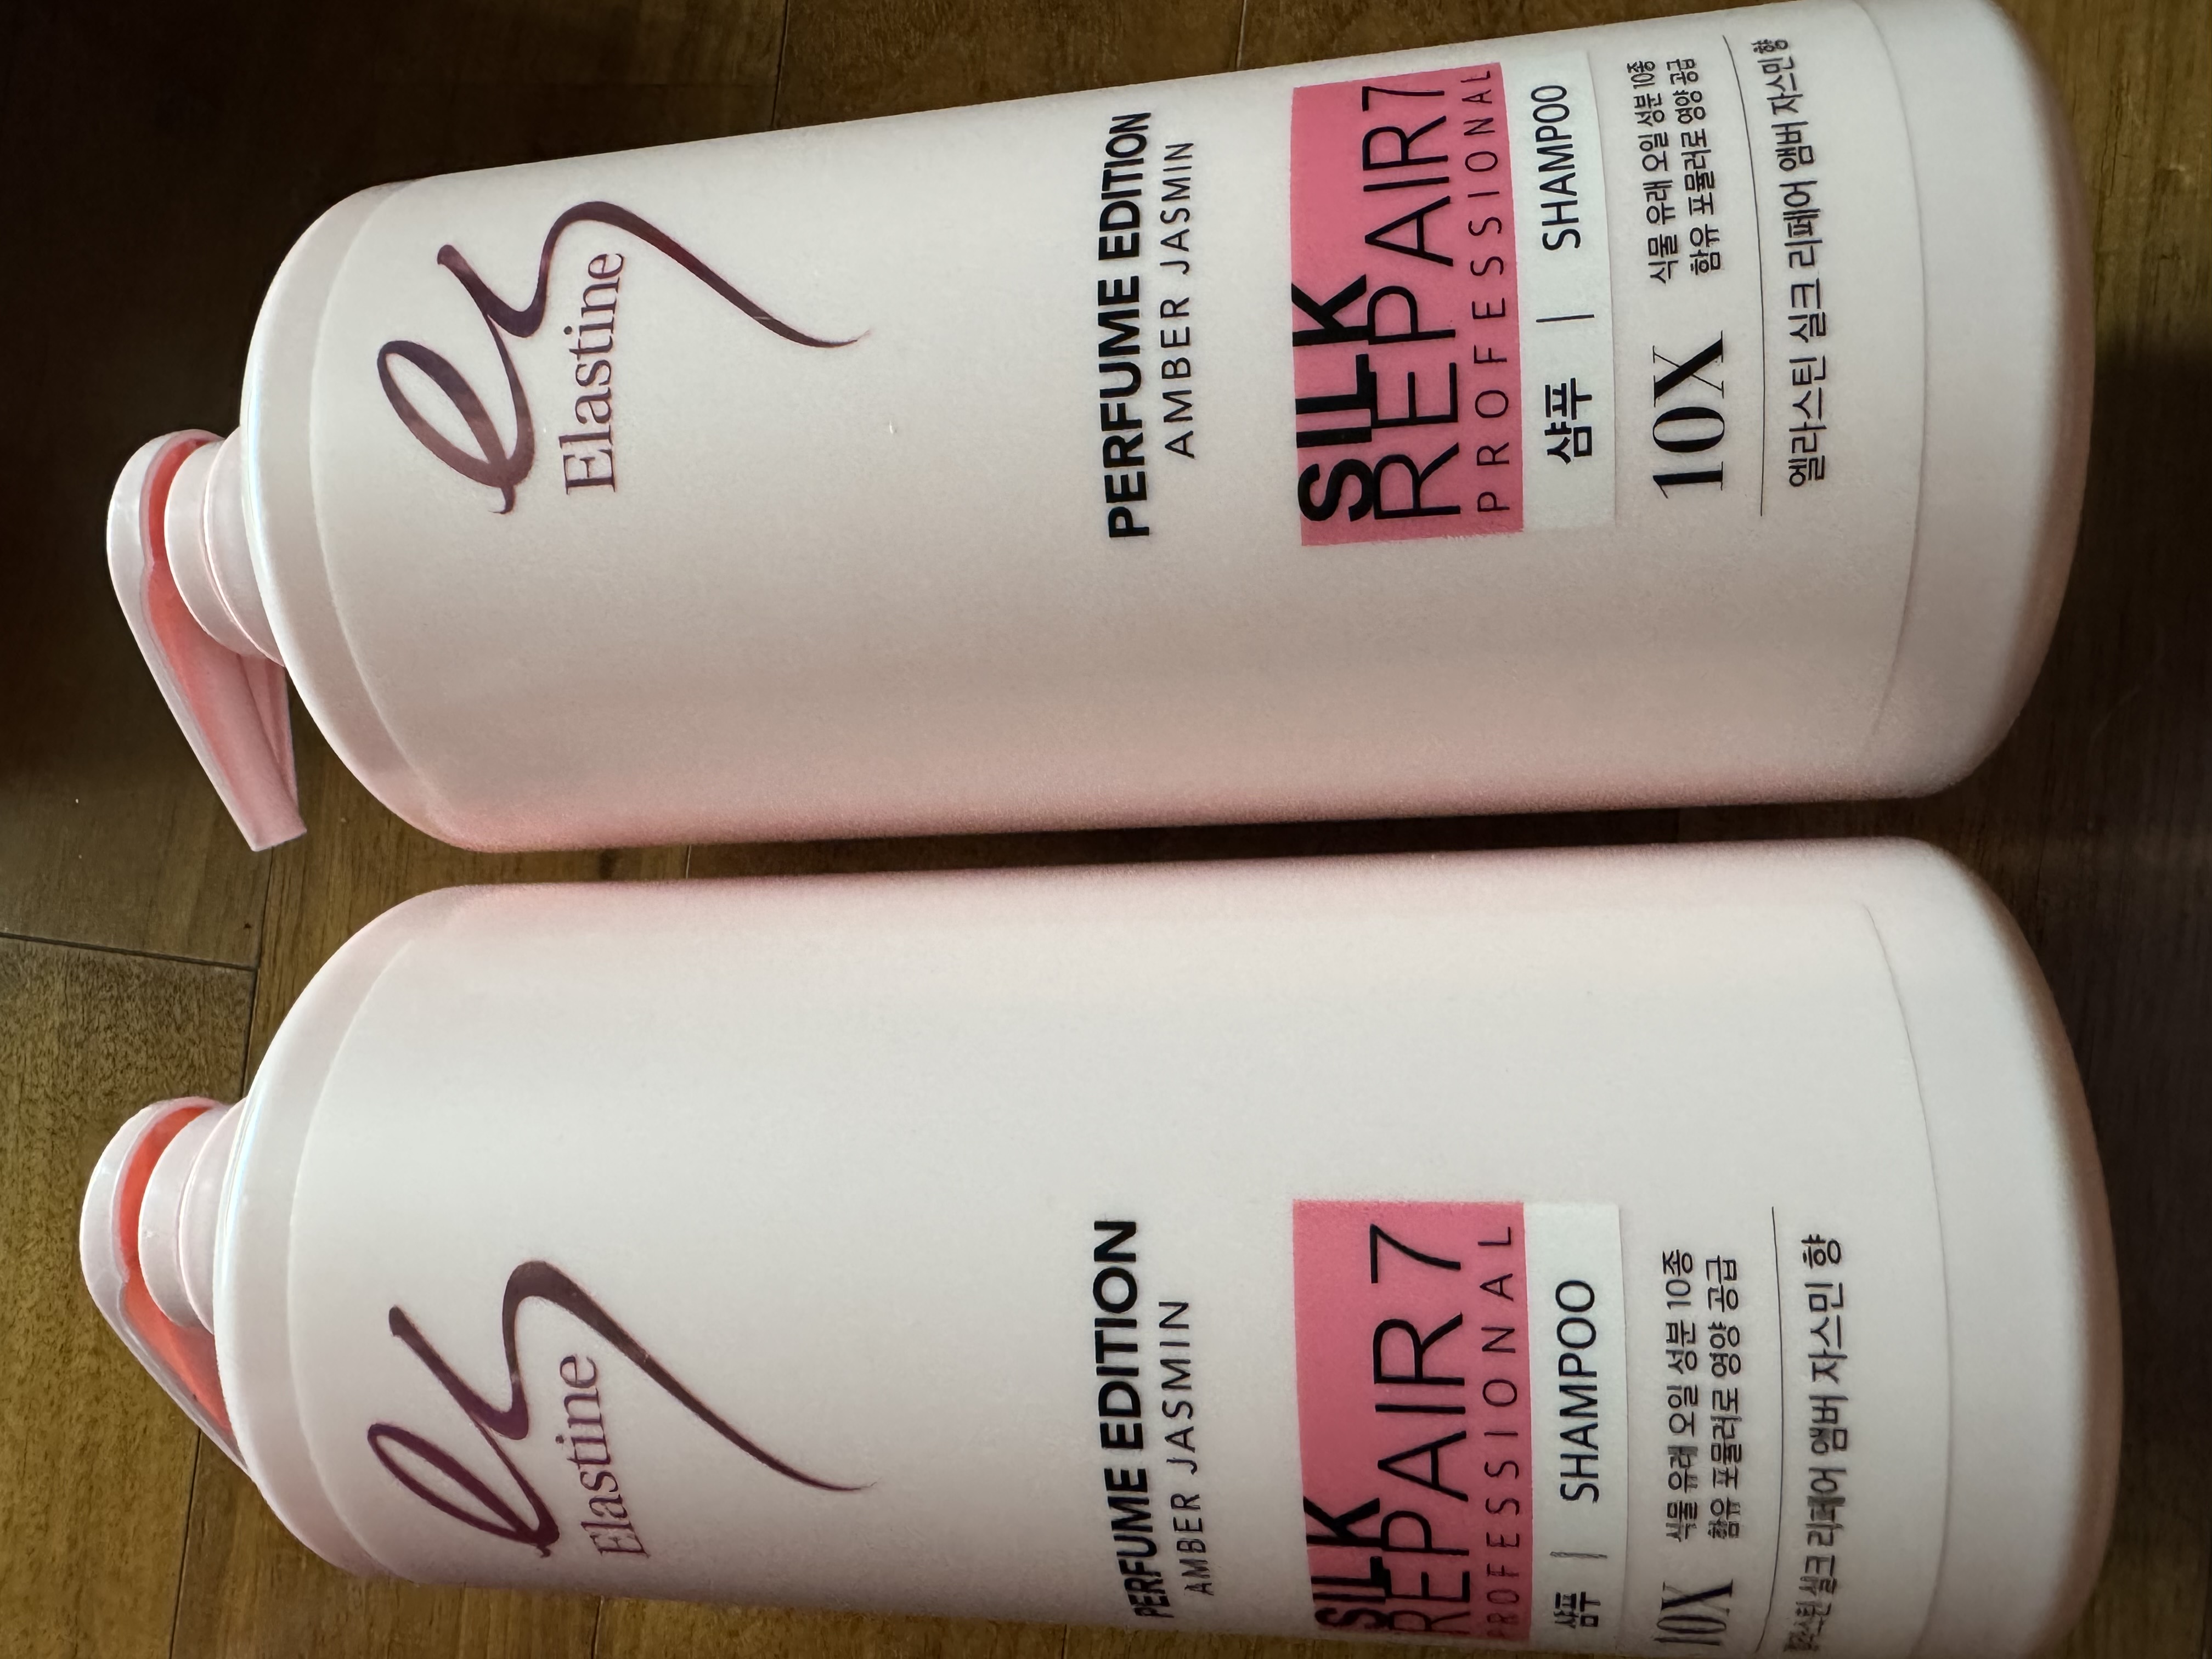 es
Elastine
PERFUME EDITION
AMBER JASMIN
SILK
REPAIR7
PROFESSIONAL
샴푸 | SHAMPOO
10X
식물 유래 오일 성분 10종
함유 포뮬러로 영양 공급
엘라스틴 실크 리페어 앰버 자스민 향
es
Elastine
PERFUME EDITION
AMBER JASMIN
SILK
REPAIR 7
PROFESSIONAL
샴푸 | SHAMPOO
10X
식물 유래 오일 성분 10종
함유 포뮬러로 영양 공급
엘라스틴 실크 리페어 앰버 자스민 향